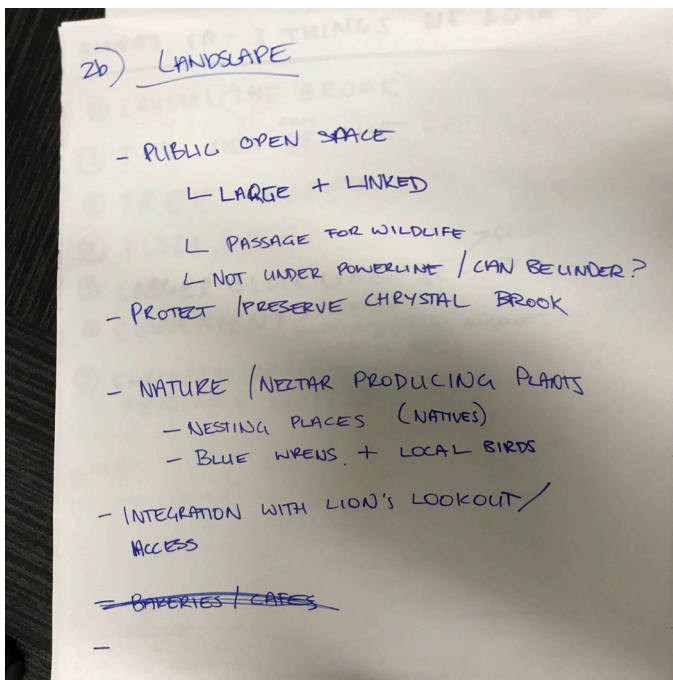 2b) LANDSCAPE
- PUBLIC OPEN SPACE
L LARGE + LINKED
L PASSAGE FOR WILDLIFE
L NOT UNDER POWERLINE / CAN BE UNDER?
- PROTECT / PRESERVE CHRYSTAL BROOK
- NATURE / NECTAR PRODUCING PLANTS
- NESTING PLACES (NATIVES)
- BLUE WRENS. + LOCAL BIRDS
- INTEGRATION WITH LION'S LOOKOUT /
ACCESS
- BAKERIES / CAFES
-